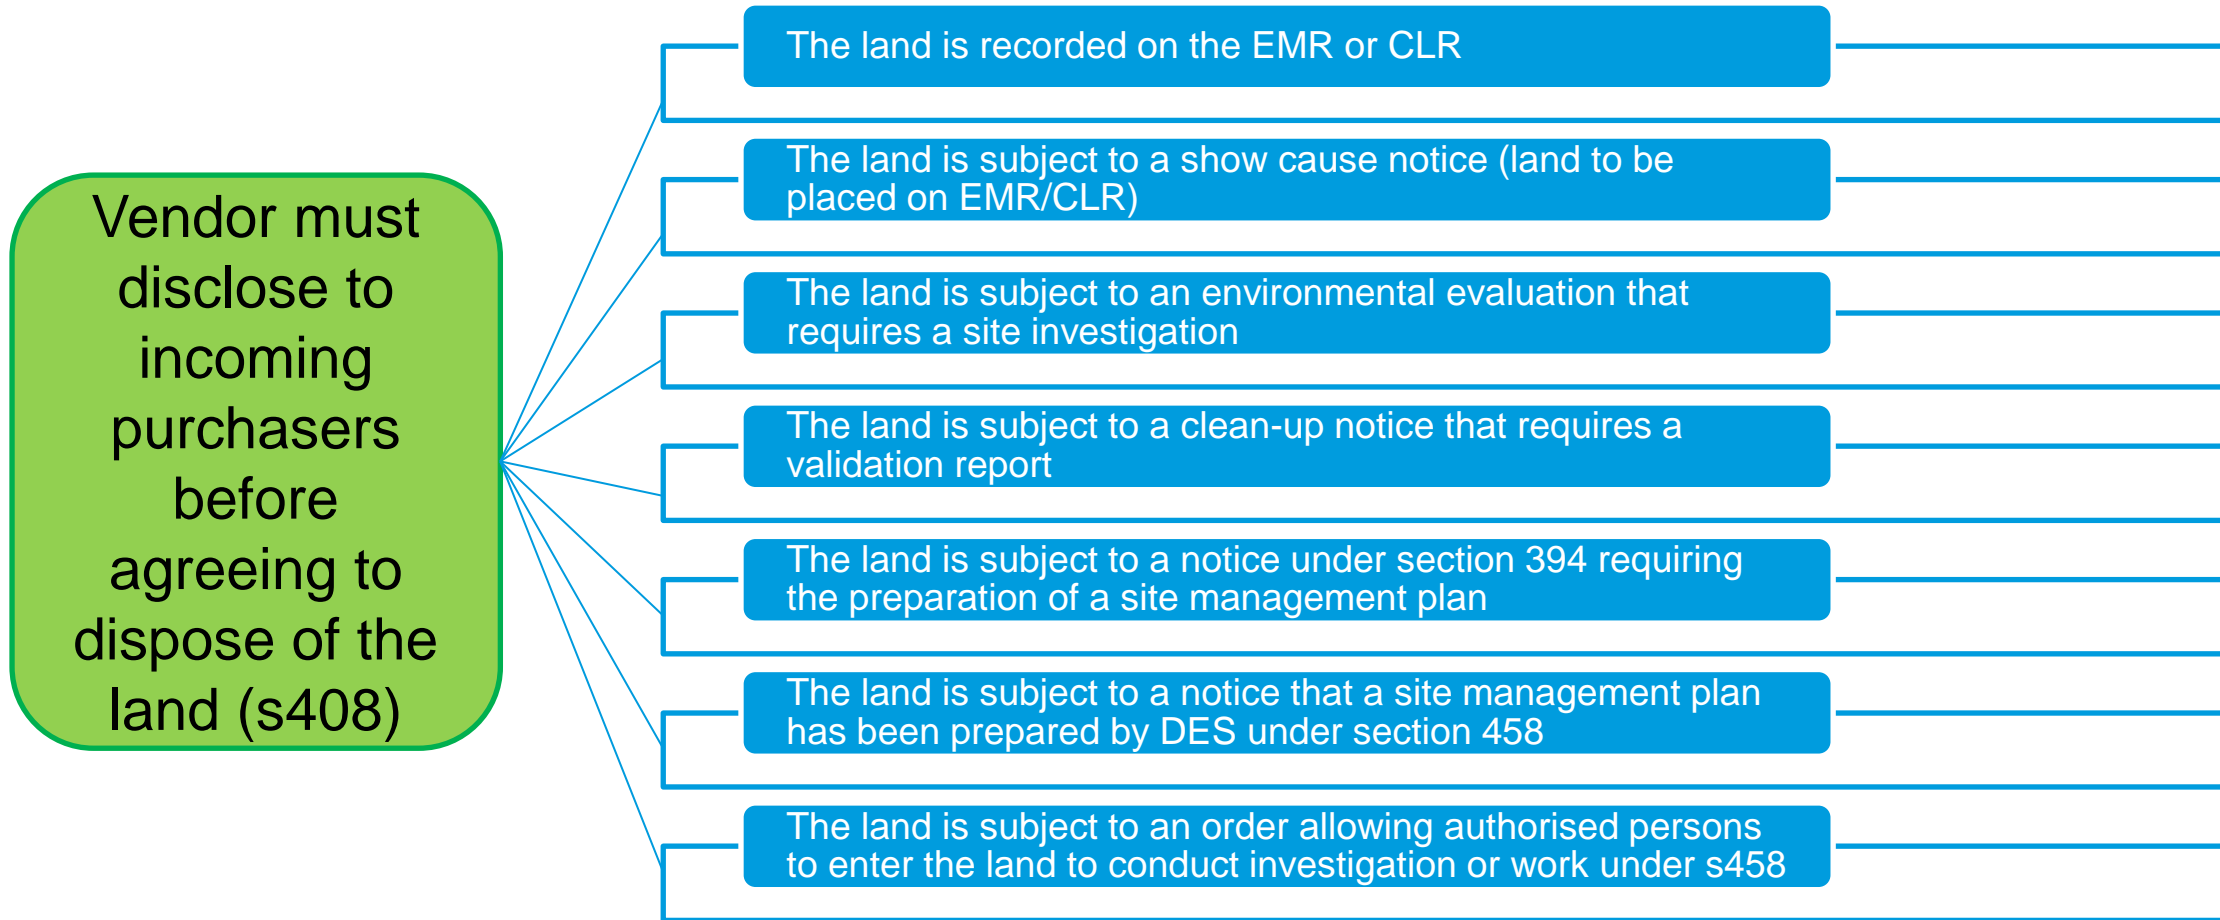 Vendor must
disclose to
incoming
purchasers
before
agreeing to
dispose of the
land (s408)
The land is recorded on the EMR or CLR
The land is subject to a show cause notice (land to be
placed on EMR/CLR)
The land is subject to an environmental evaluation that
requires a site investigation
The land is subject to a clean-up notice that requires a
validation report
The land is subject to a notice under section 394 requiring
the preparation of a site management plan
The land is subject to a notice that a site management plan
has been prepared by DES under section 458
The land is subject to an order allowing authorised persons
to enter the land to conduct investigation or work under s458